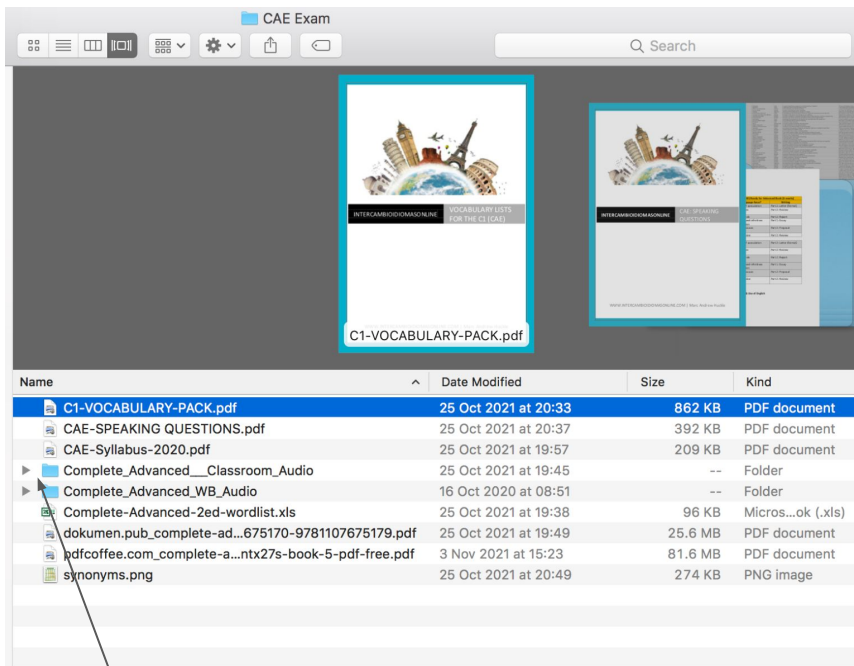 CAE Exam
Search
INTERCAMBIOIDIOMASONLINE
VOCABULARY LISTS
FOR THE C1 (CAE)
INTERCAMBIOIDIOMASONLINE
CAE SPEAKING
QUESTIONS
C1-VOCABULARY-PACK.pdf
Name Date Modified Size Kind
C1-VOCABULARY-PACK.pdf 25 Oct 2021 at 20:33 862 KB PDF document
CAE-SPEAKING QUESTIONS.pdf 25 Oct 2021 at 20:37 392 KB PDF document
CAE-Syllabus-2020.pdf 25 Oct 2021 at 19:57 209 KB PDF document
Complete_Advanced__Classroom_Audio 25 Oct 2021 at 19:45 -- Folder
Complete_Advanced_WB_Audio 16 Oct 2020 at 08:51 -- Folder
Complete-Advanced-2ed-wordlist.xls 25 Oct 2021 at 19:38 96 KB Micros...ok (.xls)
dokumen.pub_complete-ad...675170-9781107675179.pdf 25 Oct 2021 at 19:49 25.6 MB PDF document
pdfcoffee.com_complete-a...ntx27s-book-5-pdf-free.pdf 3 Nov 2021 at 15:23 81.6 MB PDF document
synonyms.png 25 Oct 2021 at 20:49 274 KB PNG image